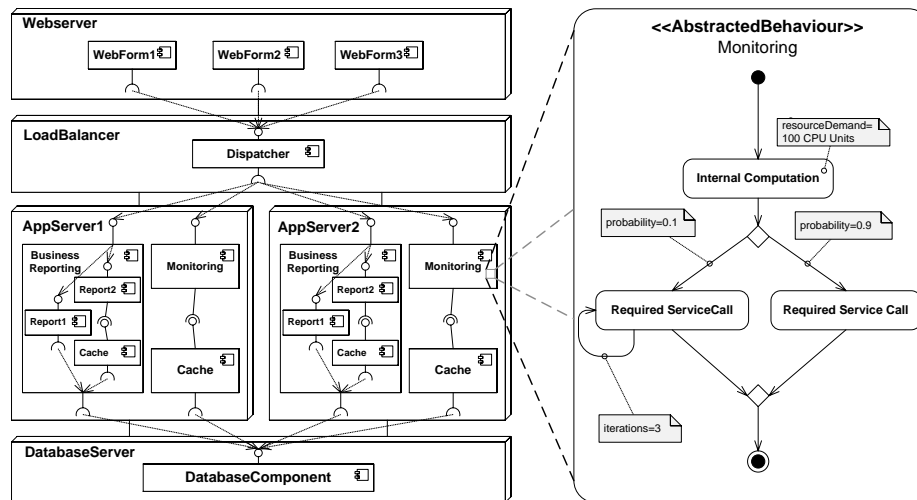 Webserver
WebForm1
WebForm2
WebForm3
LoadBalancer
Dispatcher
AppServer1
Business
Reporting
Report2
Report1
Cache
Monitoring
Cache
AppServer2
Business
Reporting
Report2
Report1
Cache
Monitoring
Cache
DatabaseServer
DatabaseComponent
<<AbstractedBehaviour>>
Monitoring
resourceDemand=
100 CPU Units
Internal Computation
probability=0.1
probability=0.9
Required ServiceCall
Required Service Call
iterations=3